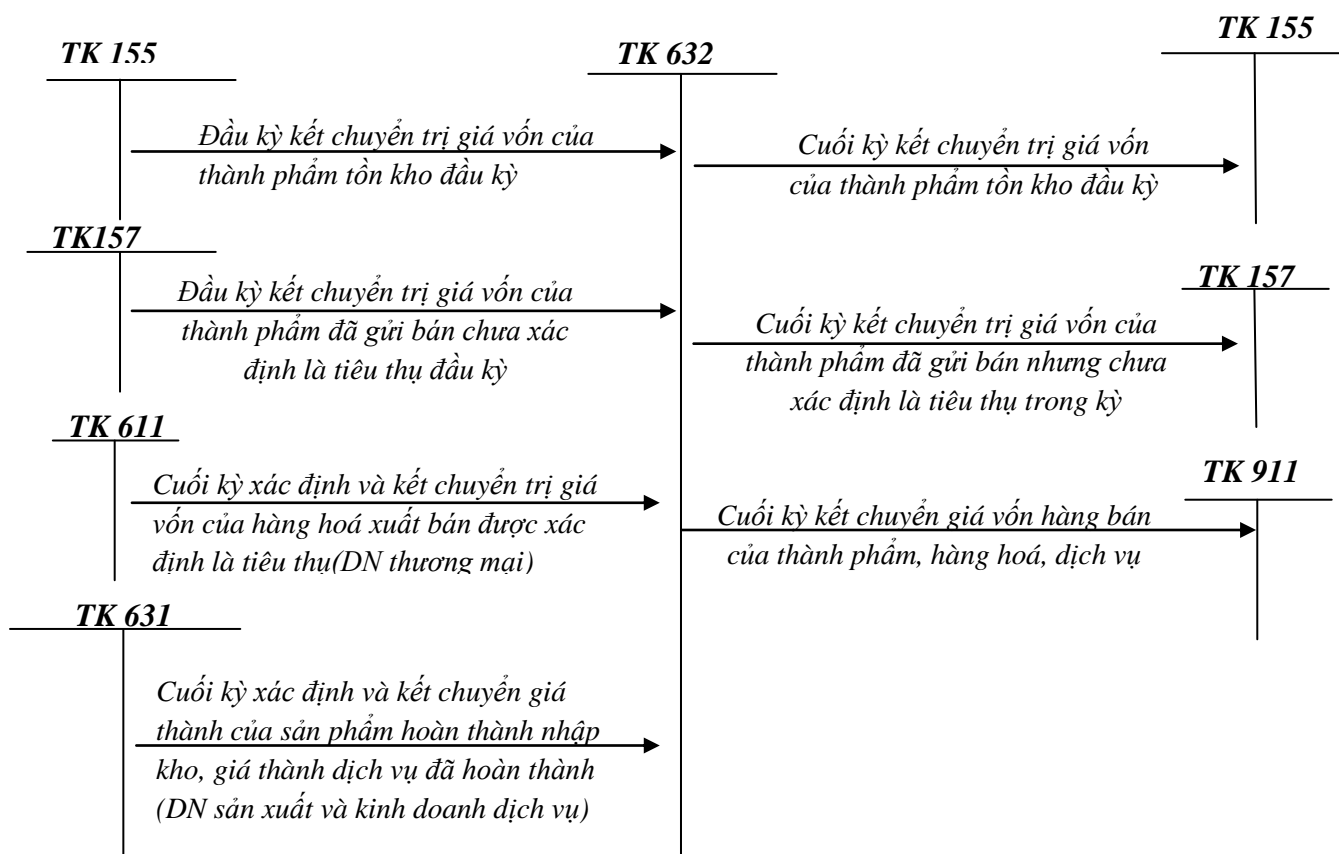 TK 155
TK 632
TK 155
Đầu kỳ kết chuyển trị giá vốn của
thành phẩm tồn kho đầu kỳ
Cuối kỳ kết chuyển trị giá vốn
của thành phẩm tồn kho đầu kỳ
TK157
Đầu kỳ kết chuyển trị giá vốn của
thành phẩm đã gửi bán chưa xác
định là tiêu thụ đầu kỳ
TK 157
Cuối kỳ kết chuyển trị giá vốn của
thành phẩm đã gửi bán nhưng chưa
xác định là tiêu thụ trong kỳ
TK 611
Cuối kỳ xác định và kết chuyển trị giá
vốn của hàng hoá xuất bán được xác
định là tiêu thụ(DN thương mại)
TK 911
Cuối kỳ kết chuyển giá vốn hàng bán
của thành phẩm, hàng hoá, dịch vụ
TK 631
Cuối kỳ xác định và kết chuyển giá
thành của sản phẩm hoàn thành nhập
kho, giá thành dịch vụ đã hoàn thành
(DN sản xuất và kinh doanh dịch vụ)